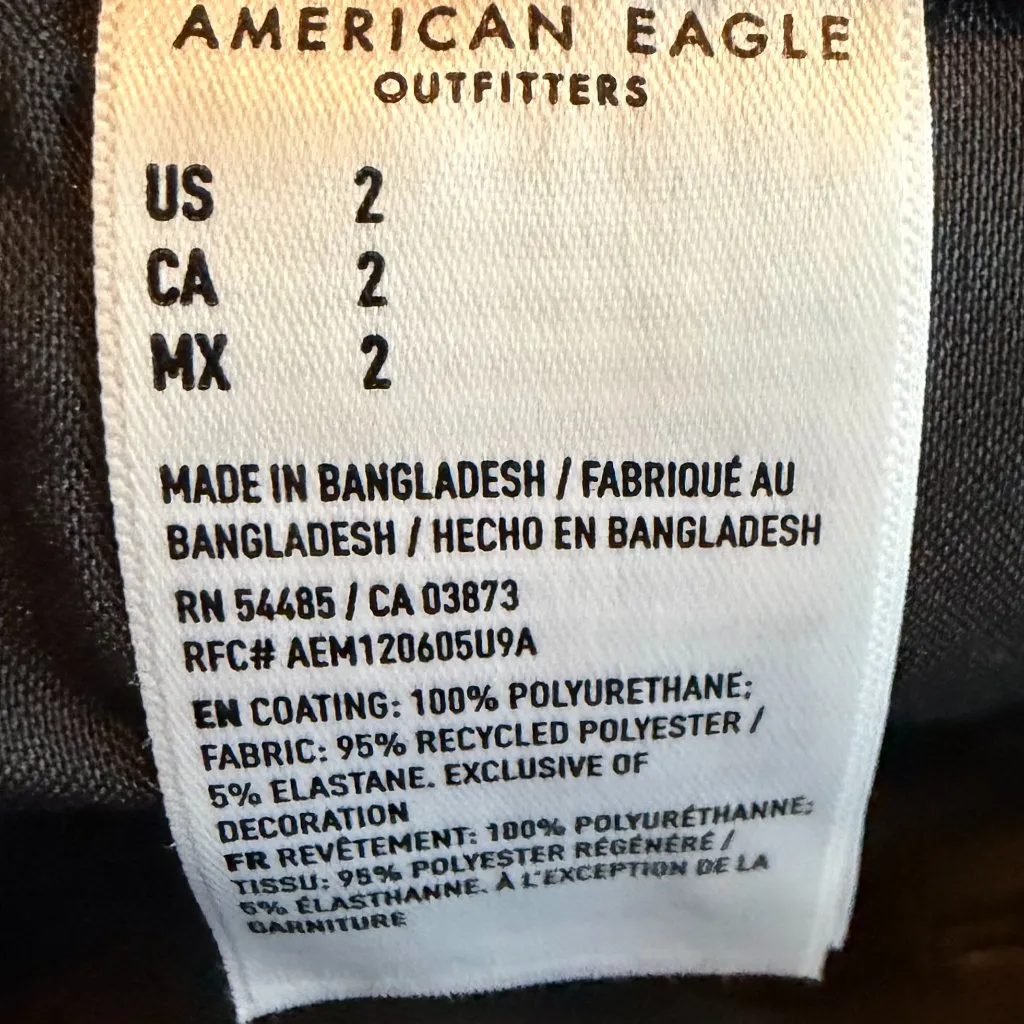 AMERICAN EAGLE
OUTFITTERS
US 2
CA 2
MX 2
MADE IN BANGLADESH / FABRIQUÉ AU
BANGLADESH / HECHO EN BANGLADESH
RN 54485 / CA 03873
RFC# AEM120605U9A
EN COATING: 100% POLYURETHANE;
FABRIC: 95% RECYCLED POLYESTER /
5% ELASTANE. EXCLUSIVE OF
DECORATION
FR REVÊTEMENT: 100% POLYURÉTHANNE;
TISSU: 95% POLYESTER RÉGÉNÉRÉ /
5% ÉLASTHANNE. À L'EXCEPTION DE LA
GARNITURE